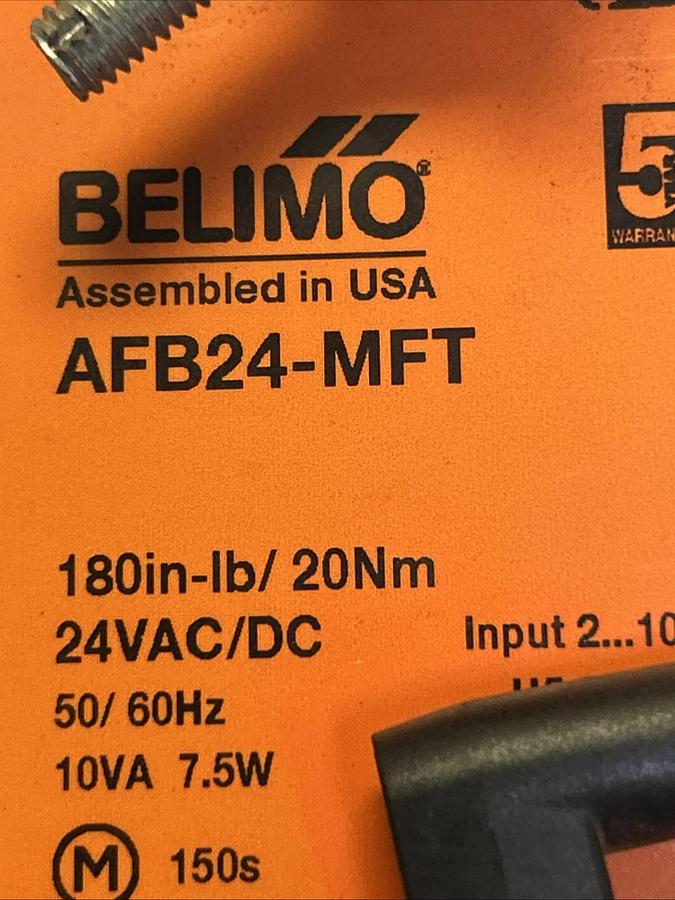 BELIMO®
Assembled in USA
AFB24-MFT
5
WARRAN
180in-lb/ 20Nm
24VAC/DC
Input 2...10
50/ 60Hz
10VA 7.5W
M 150s